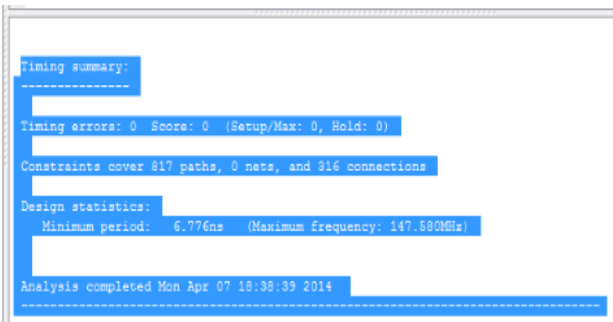 Timing summary:
---------------
Timing errors: 0 Score: 0 (Setup/Max: 0, Hold: 0)
Constraints cover 817 paths, 0 nets, and 316 connections
Design statistics:
Minimum period: 6.776ns (Maximum frequency: 147.580MHz)
Analysis completed Mon Apr 07 18:38:39 2014
--------------------------------------------------------------------------------